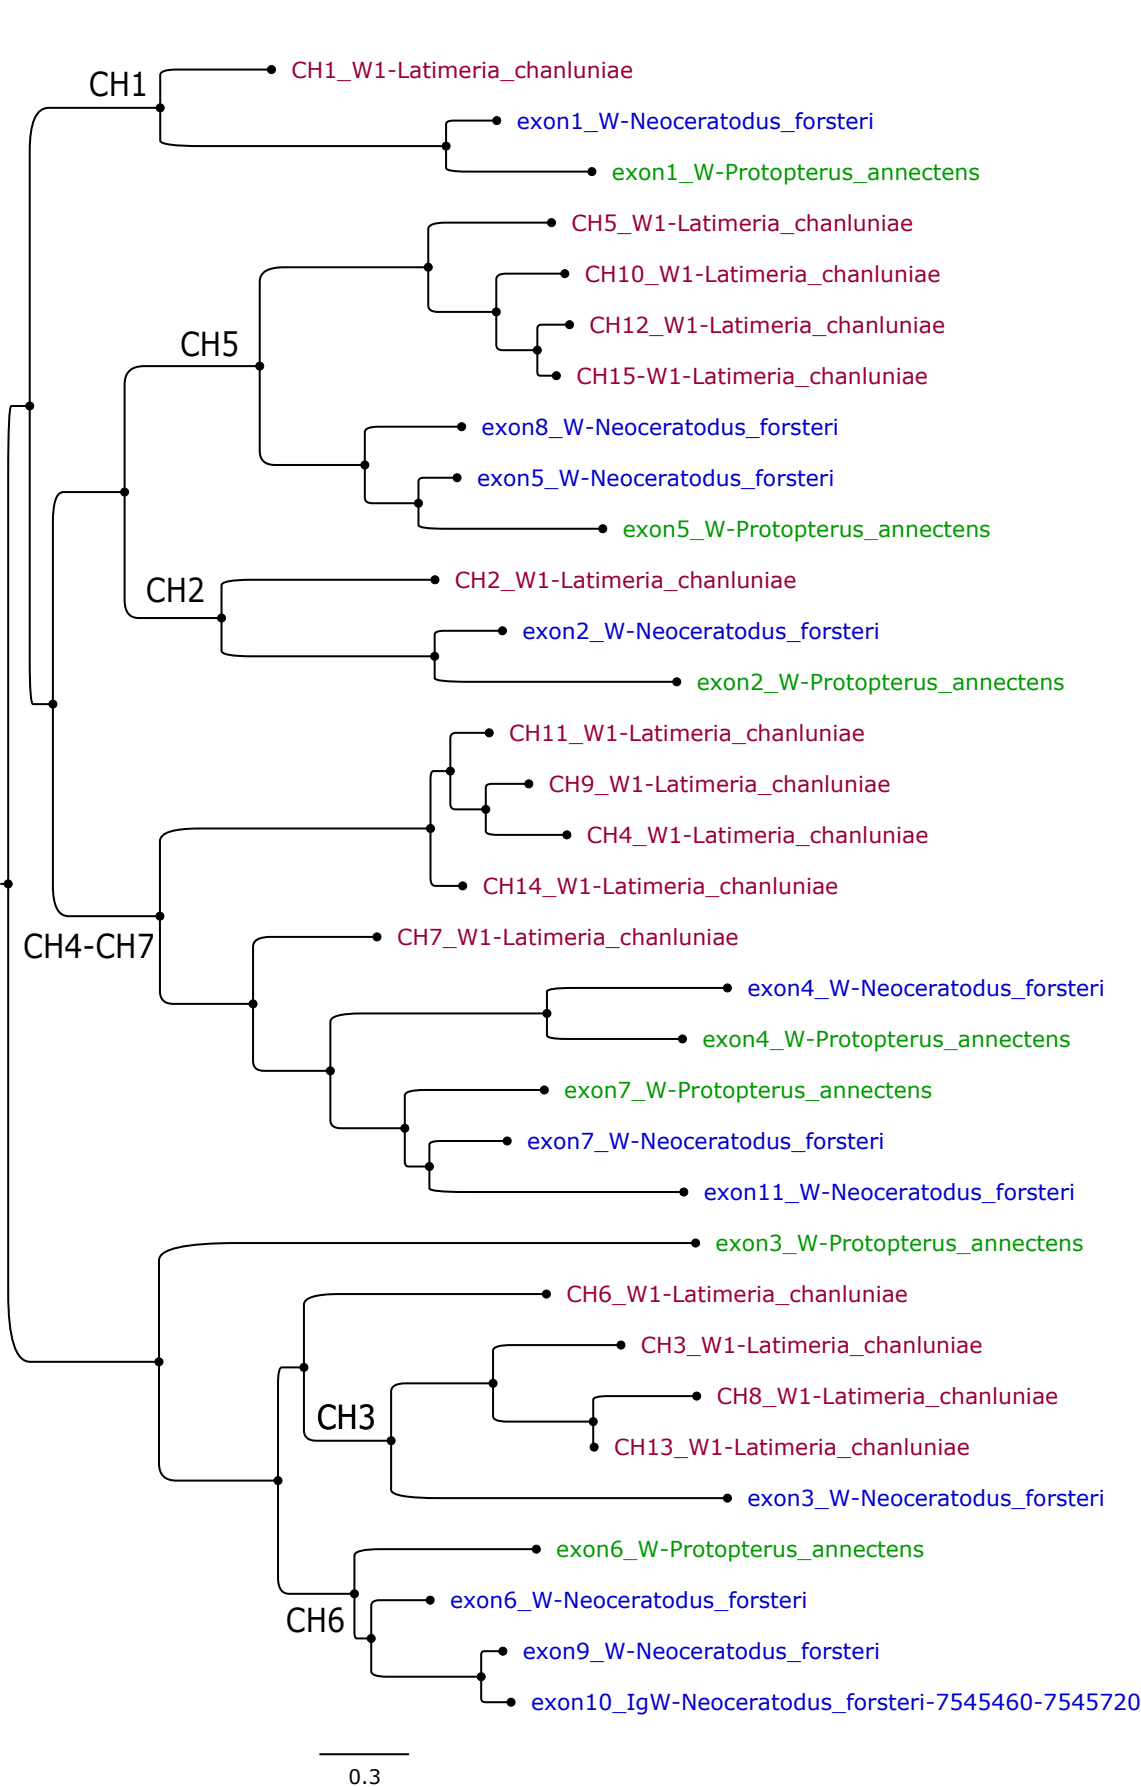 CH1
CH1_W1-Latimeria_chanluniae
exon1_W-Neoceratodus_forsteri
exon1_W-Protopterus_annectens
CH5_W1-Latimeria_chanluniae
CH10_W1-Latimeria_chanluniae
CH12_W1-Latimeria_chanluniae
CH5
CH15-W1-Latimeria_chanluniae
exon8_W-Neoceratodus_forsteri
exon5_W-Neoceratodus_forsteri
exon5_W-Protopterus_annectens
CH2
CH2_W1-Latimeria_chanluniae
exon2_W-Neoceratodus_forsteri
exon2_W-Protopterus_annectens
CH11_W1-Latimeria_chanluniae
CH9_W1-Latimeria_chanluniae
CH4_W1-Latimeria_chanluniae
CH14_W1-Latimeria_chanluniae
CH4-CH7
CH7_W1-Latimeria_chanluniae
exon4_W-Neoceratodus_forsteri
exon4_W-Protopterus_annectens
exon7_W-Protopterus_annectens
exon7_W-Neoceratodus_forsteri
exon11_W-Neoceratodus_forsteri
exon3_W-Protopterus_annectens
CH6_W1-Latimeria_chanluniae
CH3_W1-Latimeria_chanluniae
CH8_W1-Latimeria_chanluniae
CH3
CH13_W1-Latimeria_chanluniae
exon3_W-Neoceratodus_forsteri
exon6_W-Protopterus_annectens
exon6_W-Neoceratodus_forsteri
CH6
exon9_W-Neoceratodus_forsteri
exon10_IgW-Neoceratodus_forsteri-7545460-7545720
0.3